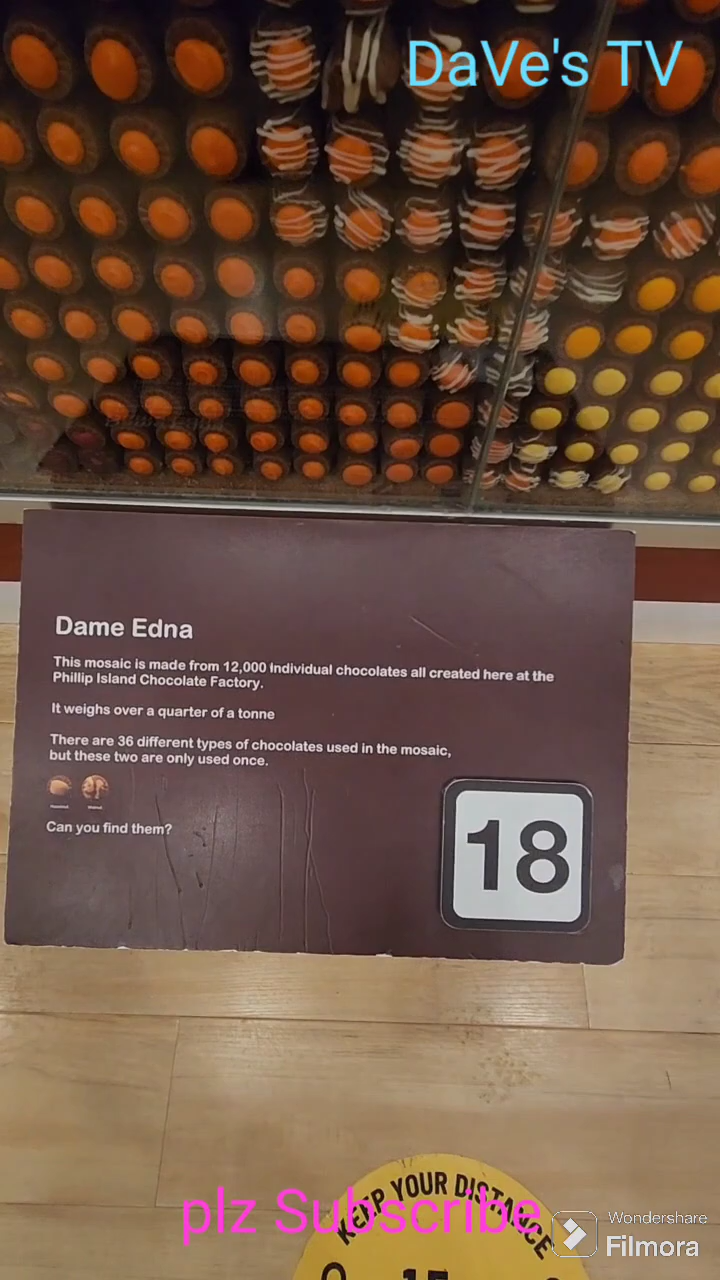 DaVe's TV
Dame Edna
This mosaic is made from 12,000 individual chocolates all created here at the
Phillip Island Chocolate Factory.
It weighs over a quarter of a tonne
There are 36 different types of chocolates used in the mosaic,
but these two are only used once.
Can you find them?
18
KEEP YOUR DISTANCE
plz Subscribe
Wondershare
Filmora